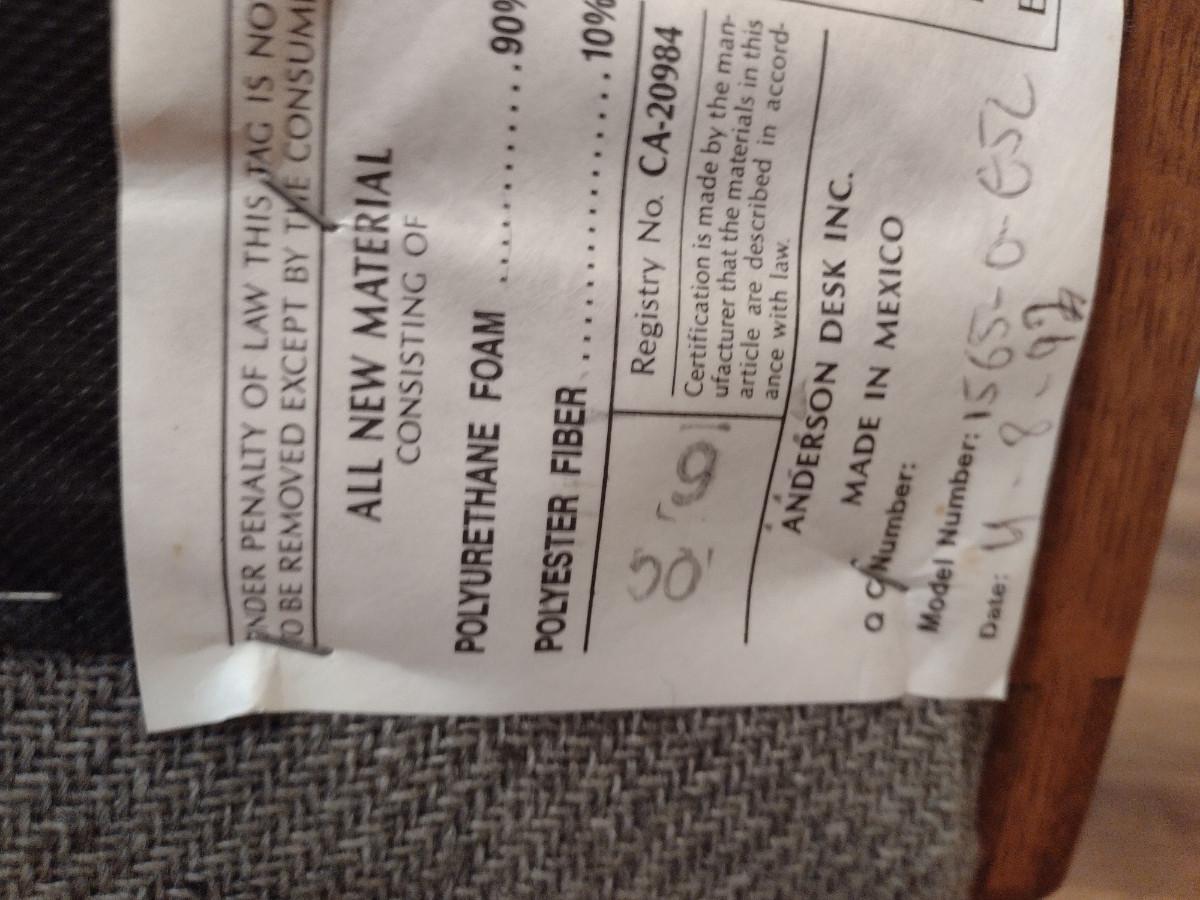 UNDER PENALTY OF LAW THIS TAG IS NO
TO BE REMOVED EXCEPT BY THE CONSUM
ALL NEW MATERIAL
CONSISTING OF
POLYURETHANE FOAM ..........90%
POLYESTER FIBER ..............10%
Registry No. CA-20984
Certification is made by the man-
ufacturer that the materials in this
article are described in accord-
ance with law.
ANDERSON DESK INC.
MADE IN MEXICO
Q C Number:
Model Number: 1565-0-
Date: 4-8-